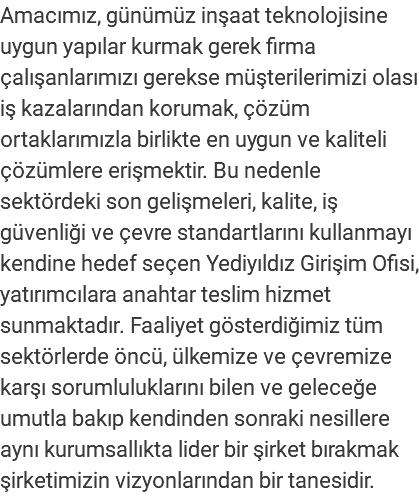 Amacımız, günümüz inşaat teknolojisine
uygun yapılar kurmak gerek firma
çalışanlarımızı gerekse müşterilerimizi olası
iş kazalarından korumak, çözüm
ortaklarımızla birlikte en uygun ve kaliteli
çözümlere erişmektir. Bu nedenle
sektördeki son gelişmeleri, kalite, iş
güvenliği ve çevre standartlarını kullanmayı
kendine hedef seçen Yediyıldız Girişim Ofisi,
yatırımcılara anahtar teslim hizmet
sunmaktadır. Faaliyet gösterdiğimiz tüm
sektörlerde öncü, ülkemize ve çevremize
karşı sorumluluklarını bilen ve geleceğe
umutla bakıp kendinden sonraki nesillere
aynı kurumsallıkta lider bir şirket bırakmak
şirketimizin vizyonlarından bir tanesidir.